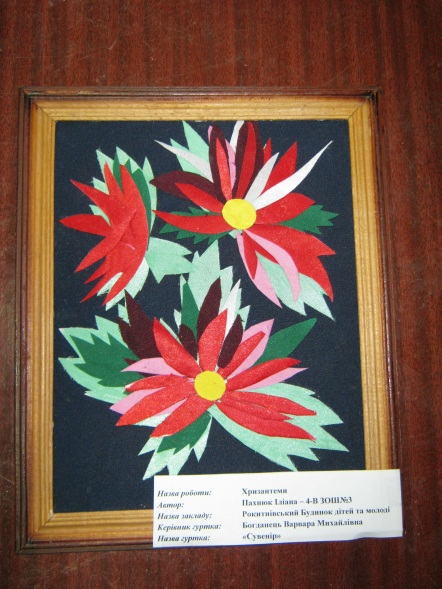 Назва роботи: Хризантеми
Автор: Пахнюк Іліана – 4-В ЗОШ№3
Назва закладу: Рокитнівський Будинок дітей та молоді
Керівник гуртка: Богданець Варвара Михайлівна
Назва гуртка: «Сувенір»